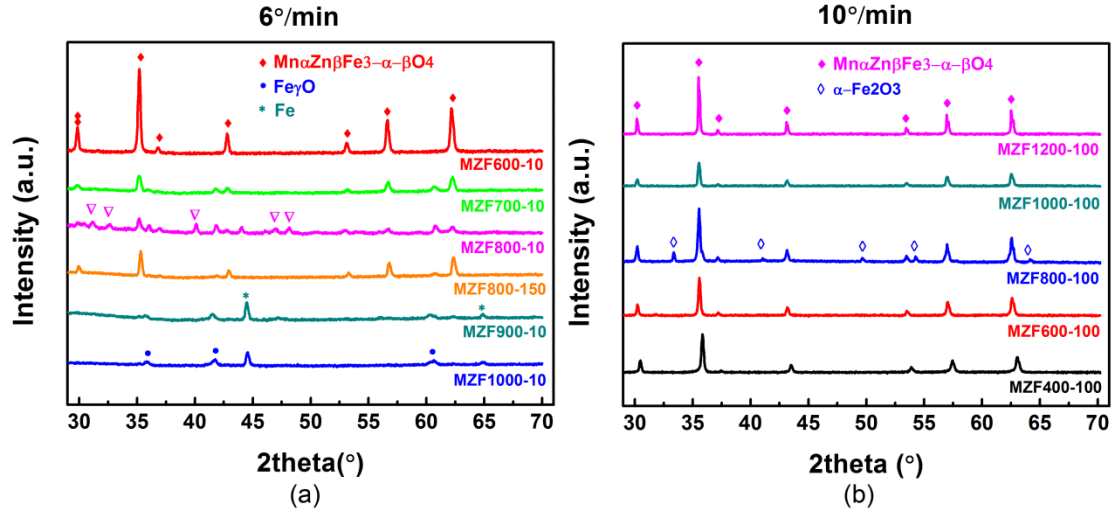 6°/min
Intensity (a.u.)
♦ MnαZnβFe3−α−βO4
• FeγO
* Fe
MZF600-10
MZF700-10
MZF800-10
MZF800-150
MZF900-10
MZF1000-10
30 35 40 45 50 55 60 65 70
2theta(°)
(a)
10°/min
Intensity (a.u.)
♦ MnαZnβFe3−α−βO4
◊ α−Fe2O3
MZF1200-100
MZF1000-100
MZF800-100
MZF600-100
MZF400-100
30 35 40 45 50 55 60 65 70
2theta (°)
(b)